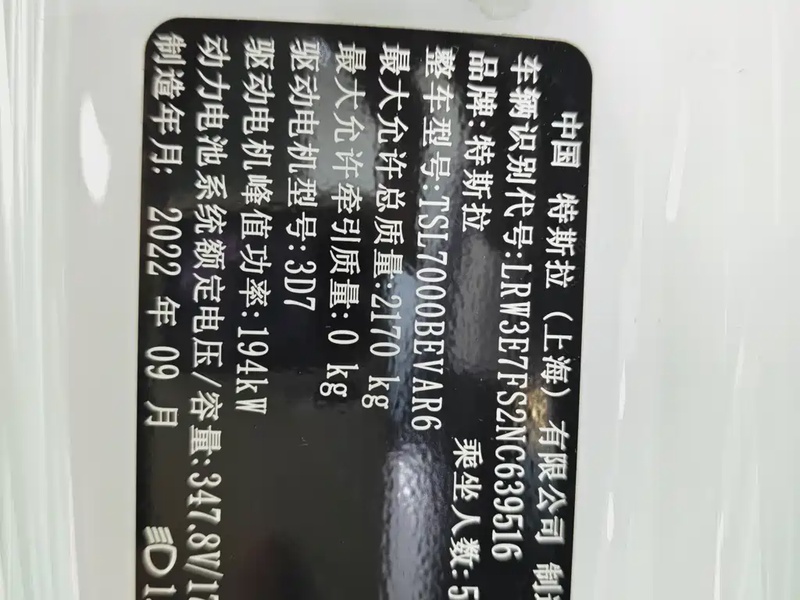 中国 特斯拉（上海）有限公司 制造
车辆识别代号:LRW3E7FS2NC639516
品牌:特斯拉 乘坐人数:5
整车型号:TSL7000BEVAR6
最大允许总质量:2170 kg
最大允许牵引质量:0 kg
驱动电机型号:3D7
驱动电机峰值功率:194kW
动力电池系统额定电压/容量:347.8V/17
制造年月: 2022 年 09 月